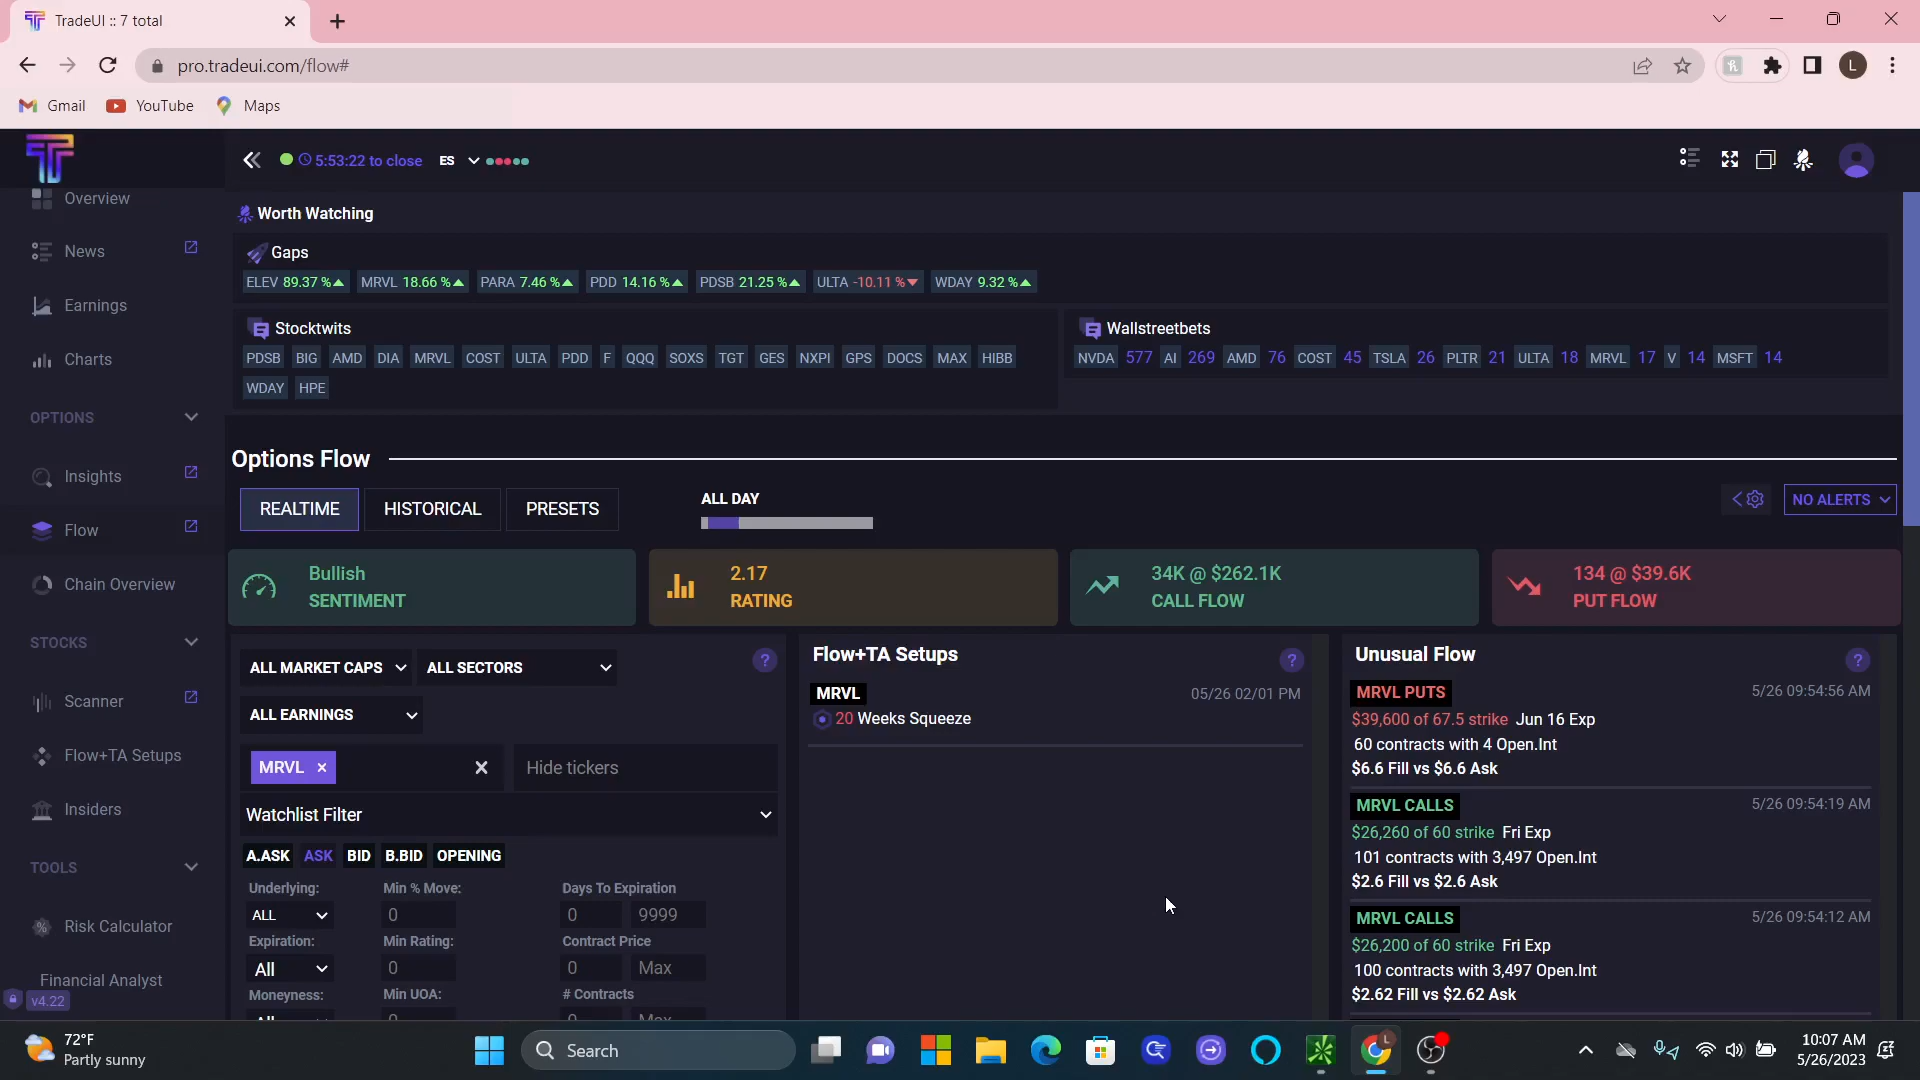 TradeUI :: 7 total
pro.tradeui.com/flow#
L
Gmail YouTube Maps
5:53:22 to close ES
Overview
News
Earnings
Charts
OPTIONS
Insights
Flow
Chain Overview
STOCKS
Scanner
Flow+TA Setups
Insiders
TOOLS
Risk Calculator
Financial Analyst
v4.22
Worth Watching
Gaps
ELEV 89.37 % MRVL 18.66 % PARA 7.46 % PDD 14.16 % PDSB 21.25 % ULTA -10.11 % WDAY 9.32 %
Stocktwits
PDSB BIG AMD DIA MRVL COST ULTA PDD F QQQ SOXS TGT GES NXPI GPS DOCS MAX HIBB
WDAY HPE
Wallstreetbets
NVDA 577 AI 269 AMD 76 COST 45 TSLA 26 PLTR 21 ULTA 18 MRVL 17 V 14 MSFT 14
Options Flow
REALTIME HISTORICAL PRESETS
ALL DAY
NO ALERTS
Bullish
SENTIMENT
2.17
RATING
34K @ $262.1K
CALL FLOW
134 @ $39.6K
PUT FLOW
ALL MARKET CAPS ALL SECTORS ?
ALL EARNINGS
MRVL × Hide tickers
Watchlist Filter
A.ASK ASK BID B.BID OPENING
Underlying: Min % Move: Days To Expiration
ALL 0 0 9999
Expiration: Min Rating: Contract Price
All 0 0 Max
Moneyness: Min UOA: # Contracts
All 0 0 Max
Flow+TA Setups ?
MRVL 05/26 02/01 PM
20 Weeks Squeeze
Unusual Flow ?
MRVL PUTS 5/26 09:54:56 AM
$39,600 of 67.5 strike Jun 16 Exp
60 contracts with 4 Open.Int
$6.6 Fill vs $6.6 Ask
MRVL CALLS 5/26 09:54:19 AM
$26,260 of 60 strike Fri Exp
101 contracts with 3,497 Open.Int
$2.6 Fill vs $2.6 Ask
MRVL CALLS 5/26 09:54:12 AM
$26,200 of 60 strike Fri Exp
100 contracts with 3,497 Open.Int
$2.62 Fill vs $2.62 Ask
72°F
Partly sunny
Search
10:07 AM
5/26/2023